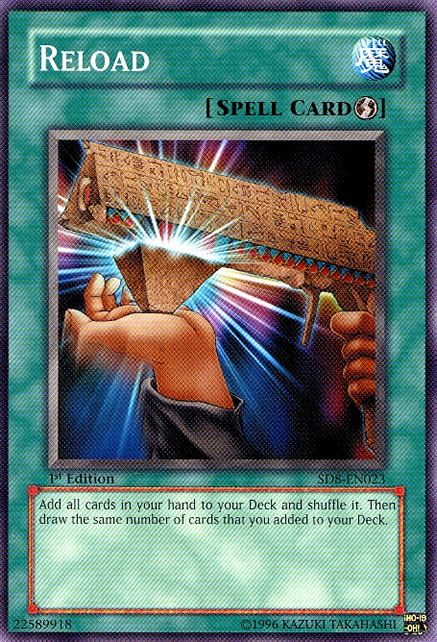 RELOAD
魔
[SPELL CARD]
1st Edition SD8-EN023
Add all cards in your hand to your Deck and shuffle it. Then
draw the same number of cards that you added to your Deck.
22589918 ©1996 KAZUKI TAKAHASHI